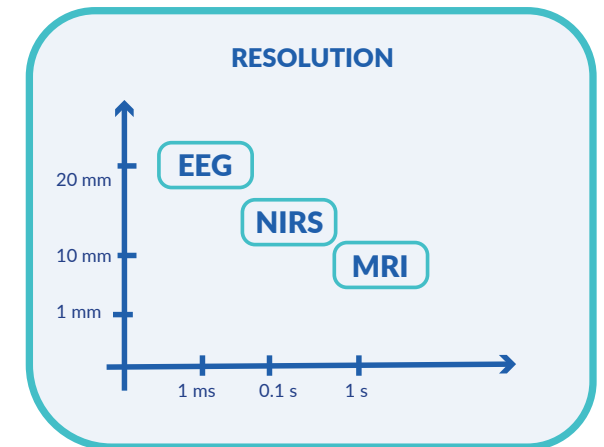 RESOLUTION
EEG
20 mm
NIRS
10 mm
MRI
1 mm
1 ms
0.1 s
1 s